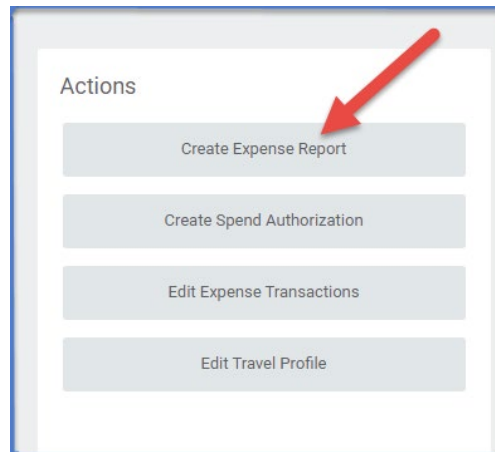 Actions
Create Expense Report
Create Spend Authorization
Edit Expense Transactions
Edit Travel Profile